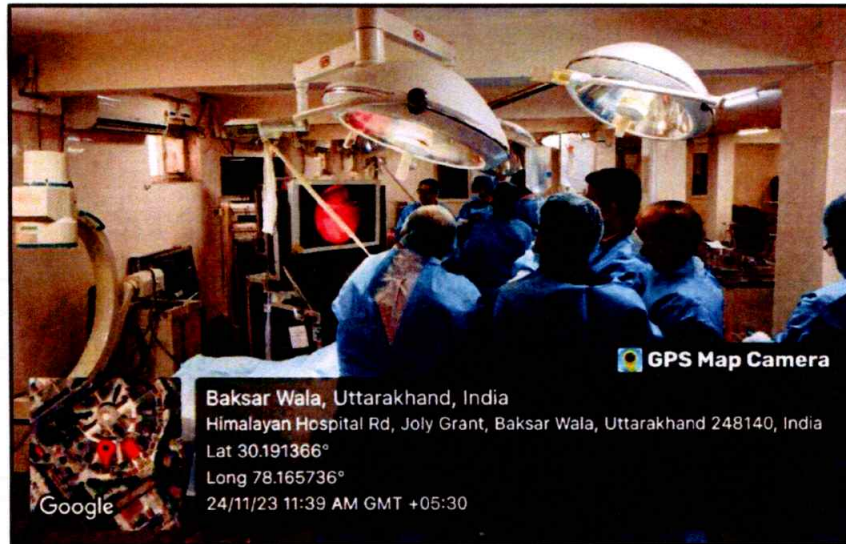 GPS Map Camera
Baksar Wala, Uttarakhand, India
Himalayan Hospital Rd, Joly Grant, Baksar Wala, Uttarakhand 248140, India
Lat 30.191366°
Long 78.165736°
24/11/23 11:39 AM GMT +05:30
Google